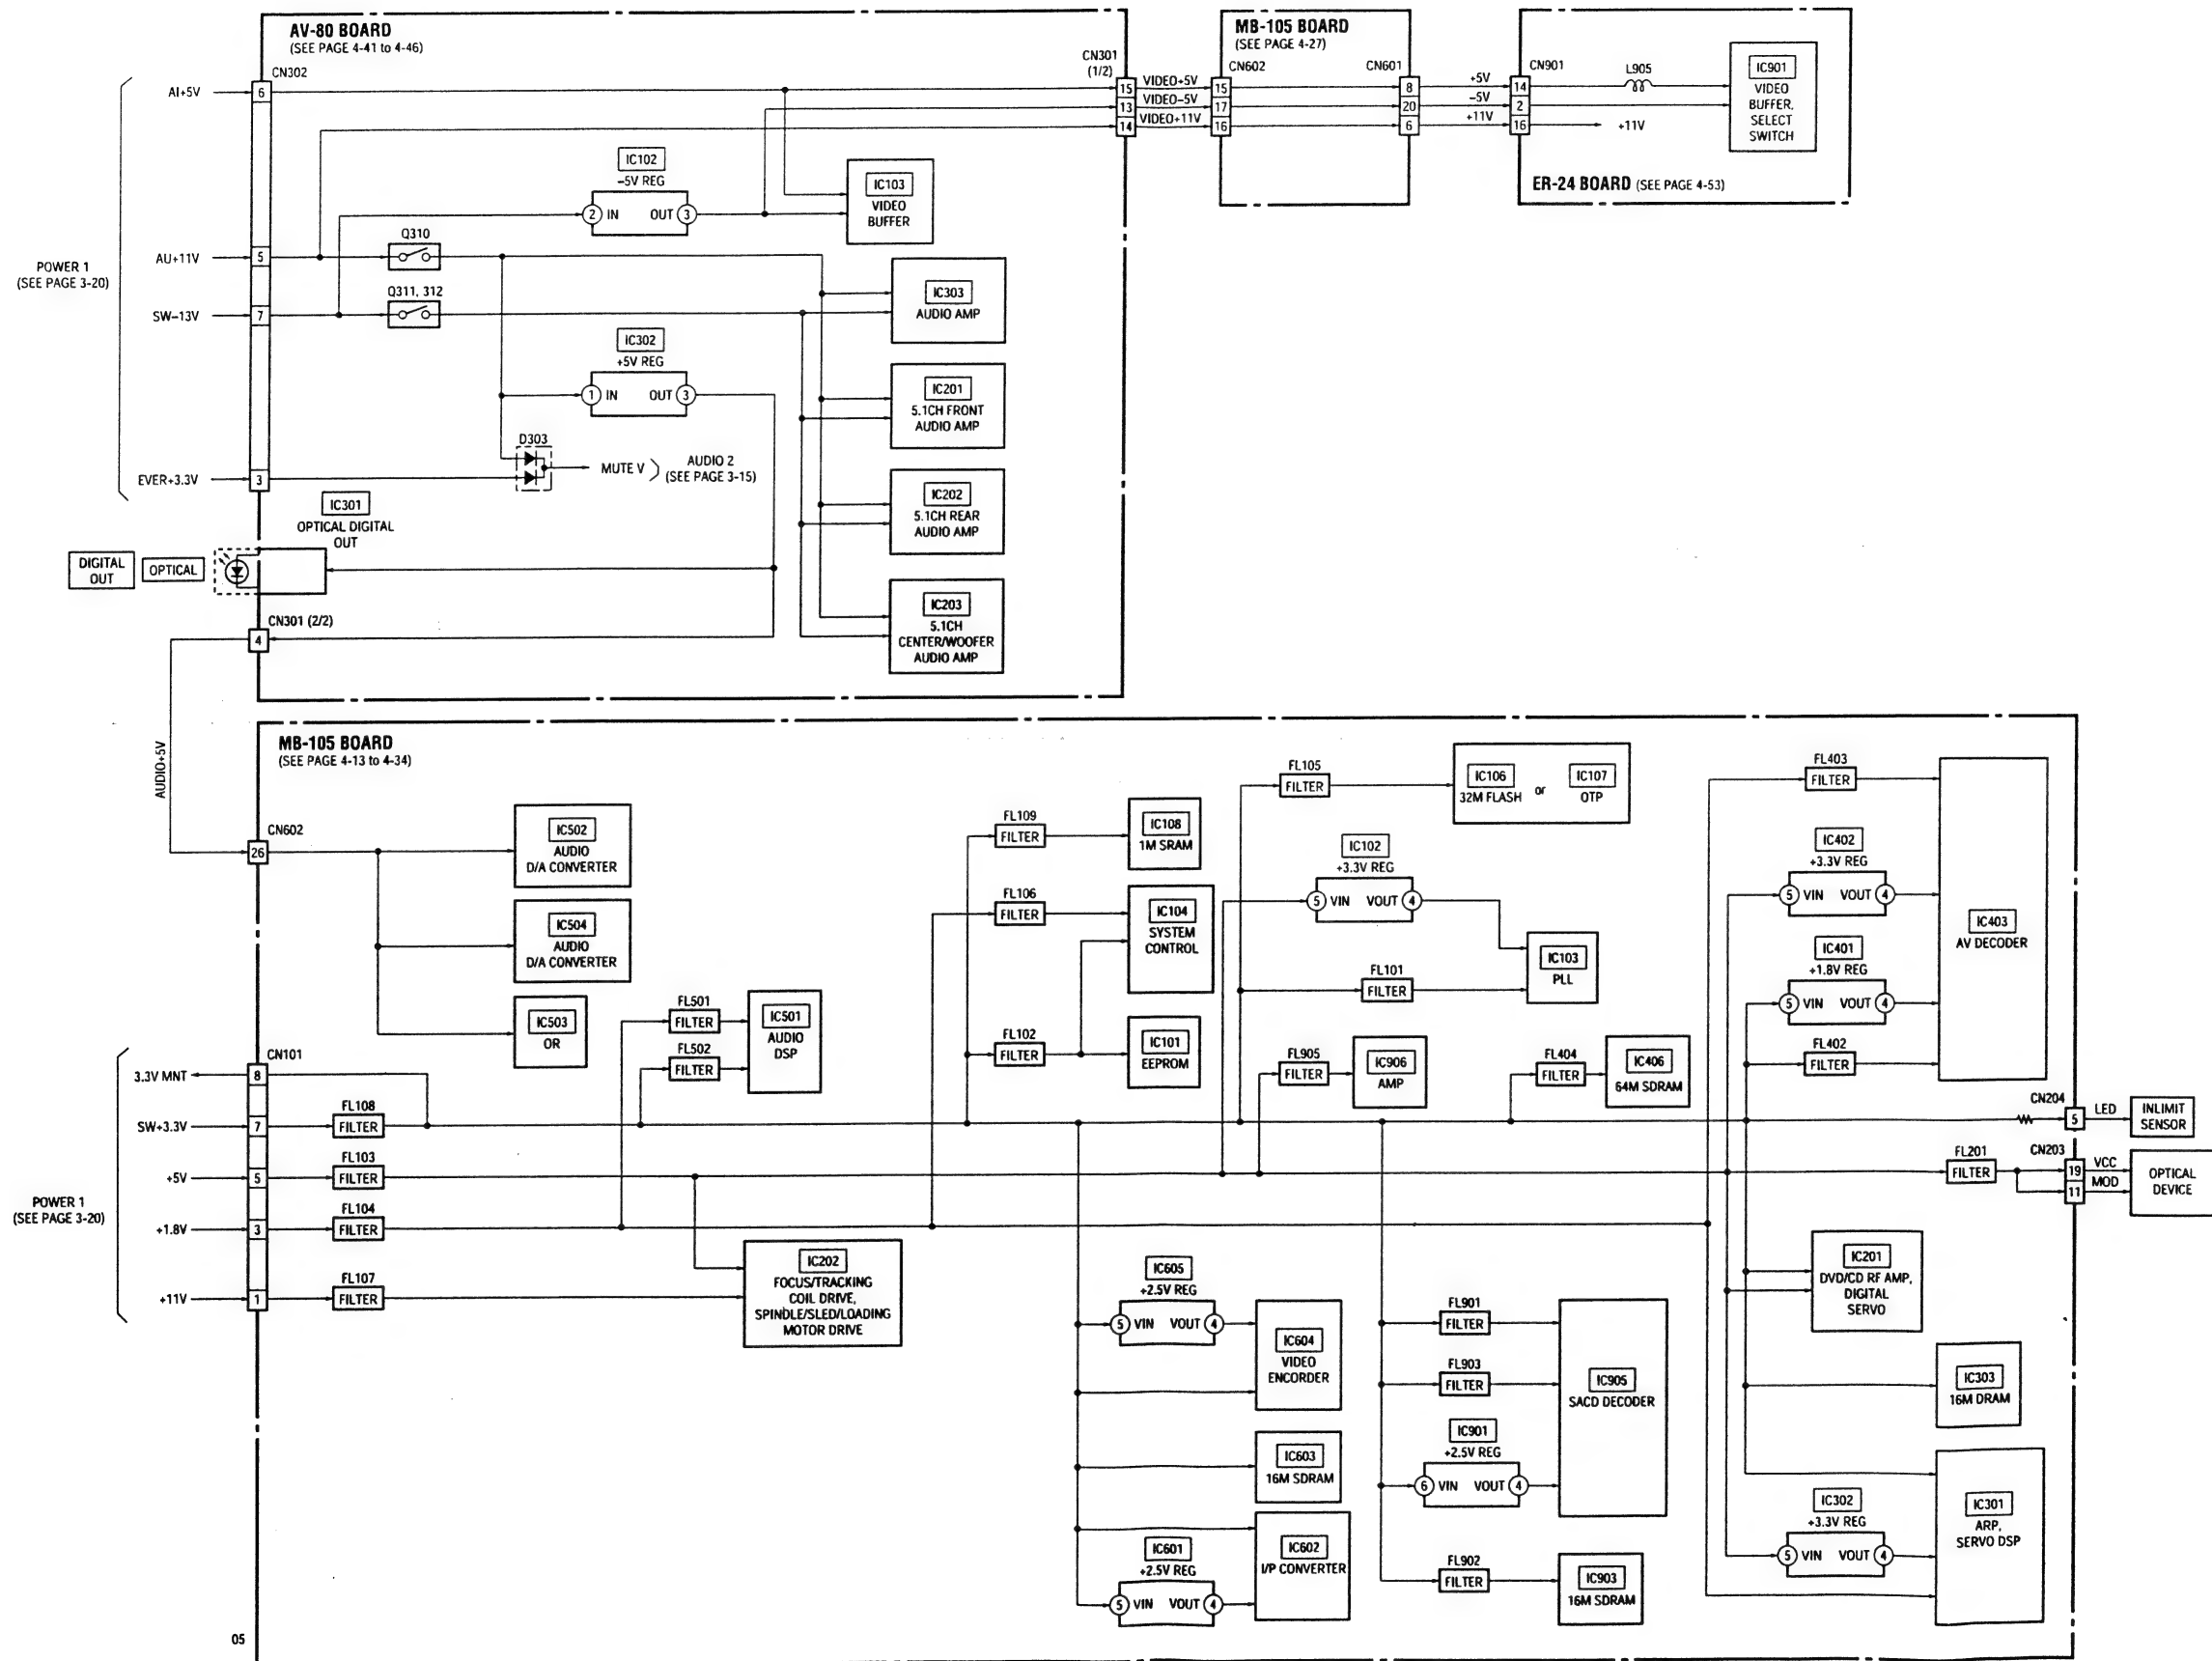 AV-80 BOARD
(SEE PAGE 4-41 to 4-46)
CN302
CN301
(1/2)
AI+5V
6
15
VIDEO+5V
13
VIDEO–5V
14
VIDEO+11V
MB-105 BOARD
(SEE PAGE 4-27)
CN602
CN601
15
8
17
20
16
6
+5V
–5V
+11V
CN901
14
2
16
L905
+11V
IC901
VIDEO
BUFFER,
SELECT
SWITCH
ER-24 BOARD (SEE PAGE 4-53)
IC102
–5V REG
2 IN OUT 3
IC103
VIDEO
BUFFER
POWER 1
(SEE PAGE 3-20)
AU+11V
5
Q310
SW–13V
7
Q311, 312
IC303
AUDIO AMP
IC302
+5V REG
1 IN OUT 3
IC201
5.1CH FRONT
AUDIO AMP
D303
MUTE V
AUDIO 2
(SEE PAGE 3-15)
EVER+3.3V
3
IC202
5.1CH REAR
AUDIO AMP
IC301
OPTICAL DIGITAL
OUT
DIGITAL
OUT
OPTICAL
IC203
5.1CH
CENTER/WOOFER
AUDIO AMP
CN301 (2/2)
4
AUDIO+5V
MB-105 BOARD
(SEE PAGE 4-13 to 4-34)
CN602
26
IC502
AUDIO
D/A CONVERTER
IC504
AUDIO
D/A CONVERTER
IC503
OR
FL501
FILTER
FL502
FILTER
IC501
AUDIO
DSP
FL109
FILTER
IC108
1M SRAM
FL106
FILTER
IC104
SYSTEM
CONTROL
FL102
FILTER
IC101
EEPROM
FL105
FILTER
IC106
32M FLASH
or
IC107
OTP
IC102
+3.3V REG
5 VIN VOUT 4
FL101
FILTER
IC103
PLL
FL905
FILTER
IC906
AMP
FL404
FILTER
IC406
64M SDRAM
FL403
FILTER
IC402
+3.3V REG
5 VIN VOUT 4
IC401
+1.8V REG
5 VIN VOUT 4
FL402
FILTER
IC403
AV DECODER
POWER 1
(SEE PAGE 3-20)
CN101
3.3V MNT
8
SW+3.3V
7
FL108
FILTER
+5V
5
FL103
FILTER
+1.8V
3
FL104
FILTER
+11V
1
FL107
FILTER
IC202
FOCUS/TRACKING
COIL DRIVE,
SPINDLE/SLED/LOADING
MOTOR DRIVE
CN204
5
LED
INLIMIT
SENSOR
FL201
FILTER
CN203
19
VCC
11
MOD
OPTICAL
DEVICE
IC605
+2.5V REG
5 VIN VOUT 4
IC604
VIDEO
ENCORDER
IC603
16M SDRAM
IC601
+2.5V REG
5 VIN VOUT 4
IC602
I/P CONVERTER
FL901
FILTER
FL903
FILTER
IC901
+2.5V REG
6 VIN VOUT 4
IC905
SACD DECODER
FL902
FILTER
IC903
16M SDRAM
IC201
DVD/CD RF AMP,
DIGITAL
SERVO
IC303
16M DRAM
IC302
+3.3V REG
5 VIN VOUT 4
IC301
ARP,
SERVO DSP
05